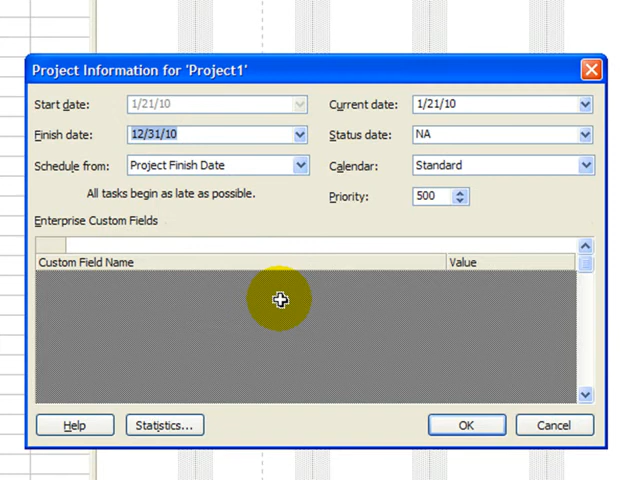 Project Information for 'Project1'
Start date: 1/21/10 Current date: 1/21/10
Finish date: 12/31/10 Status date: NA
Schedule from: Project Finish Date Calendar: Standard
All tasks begin as late as possible. Priority: 500
Enterprise Custom Fields
Custom Field Name Value
Help Statistics... OK Cancel